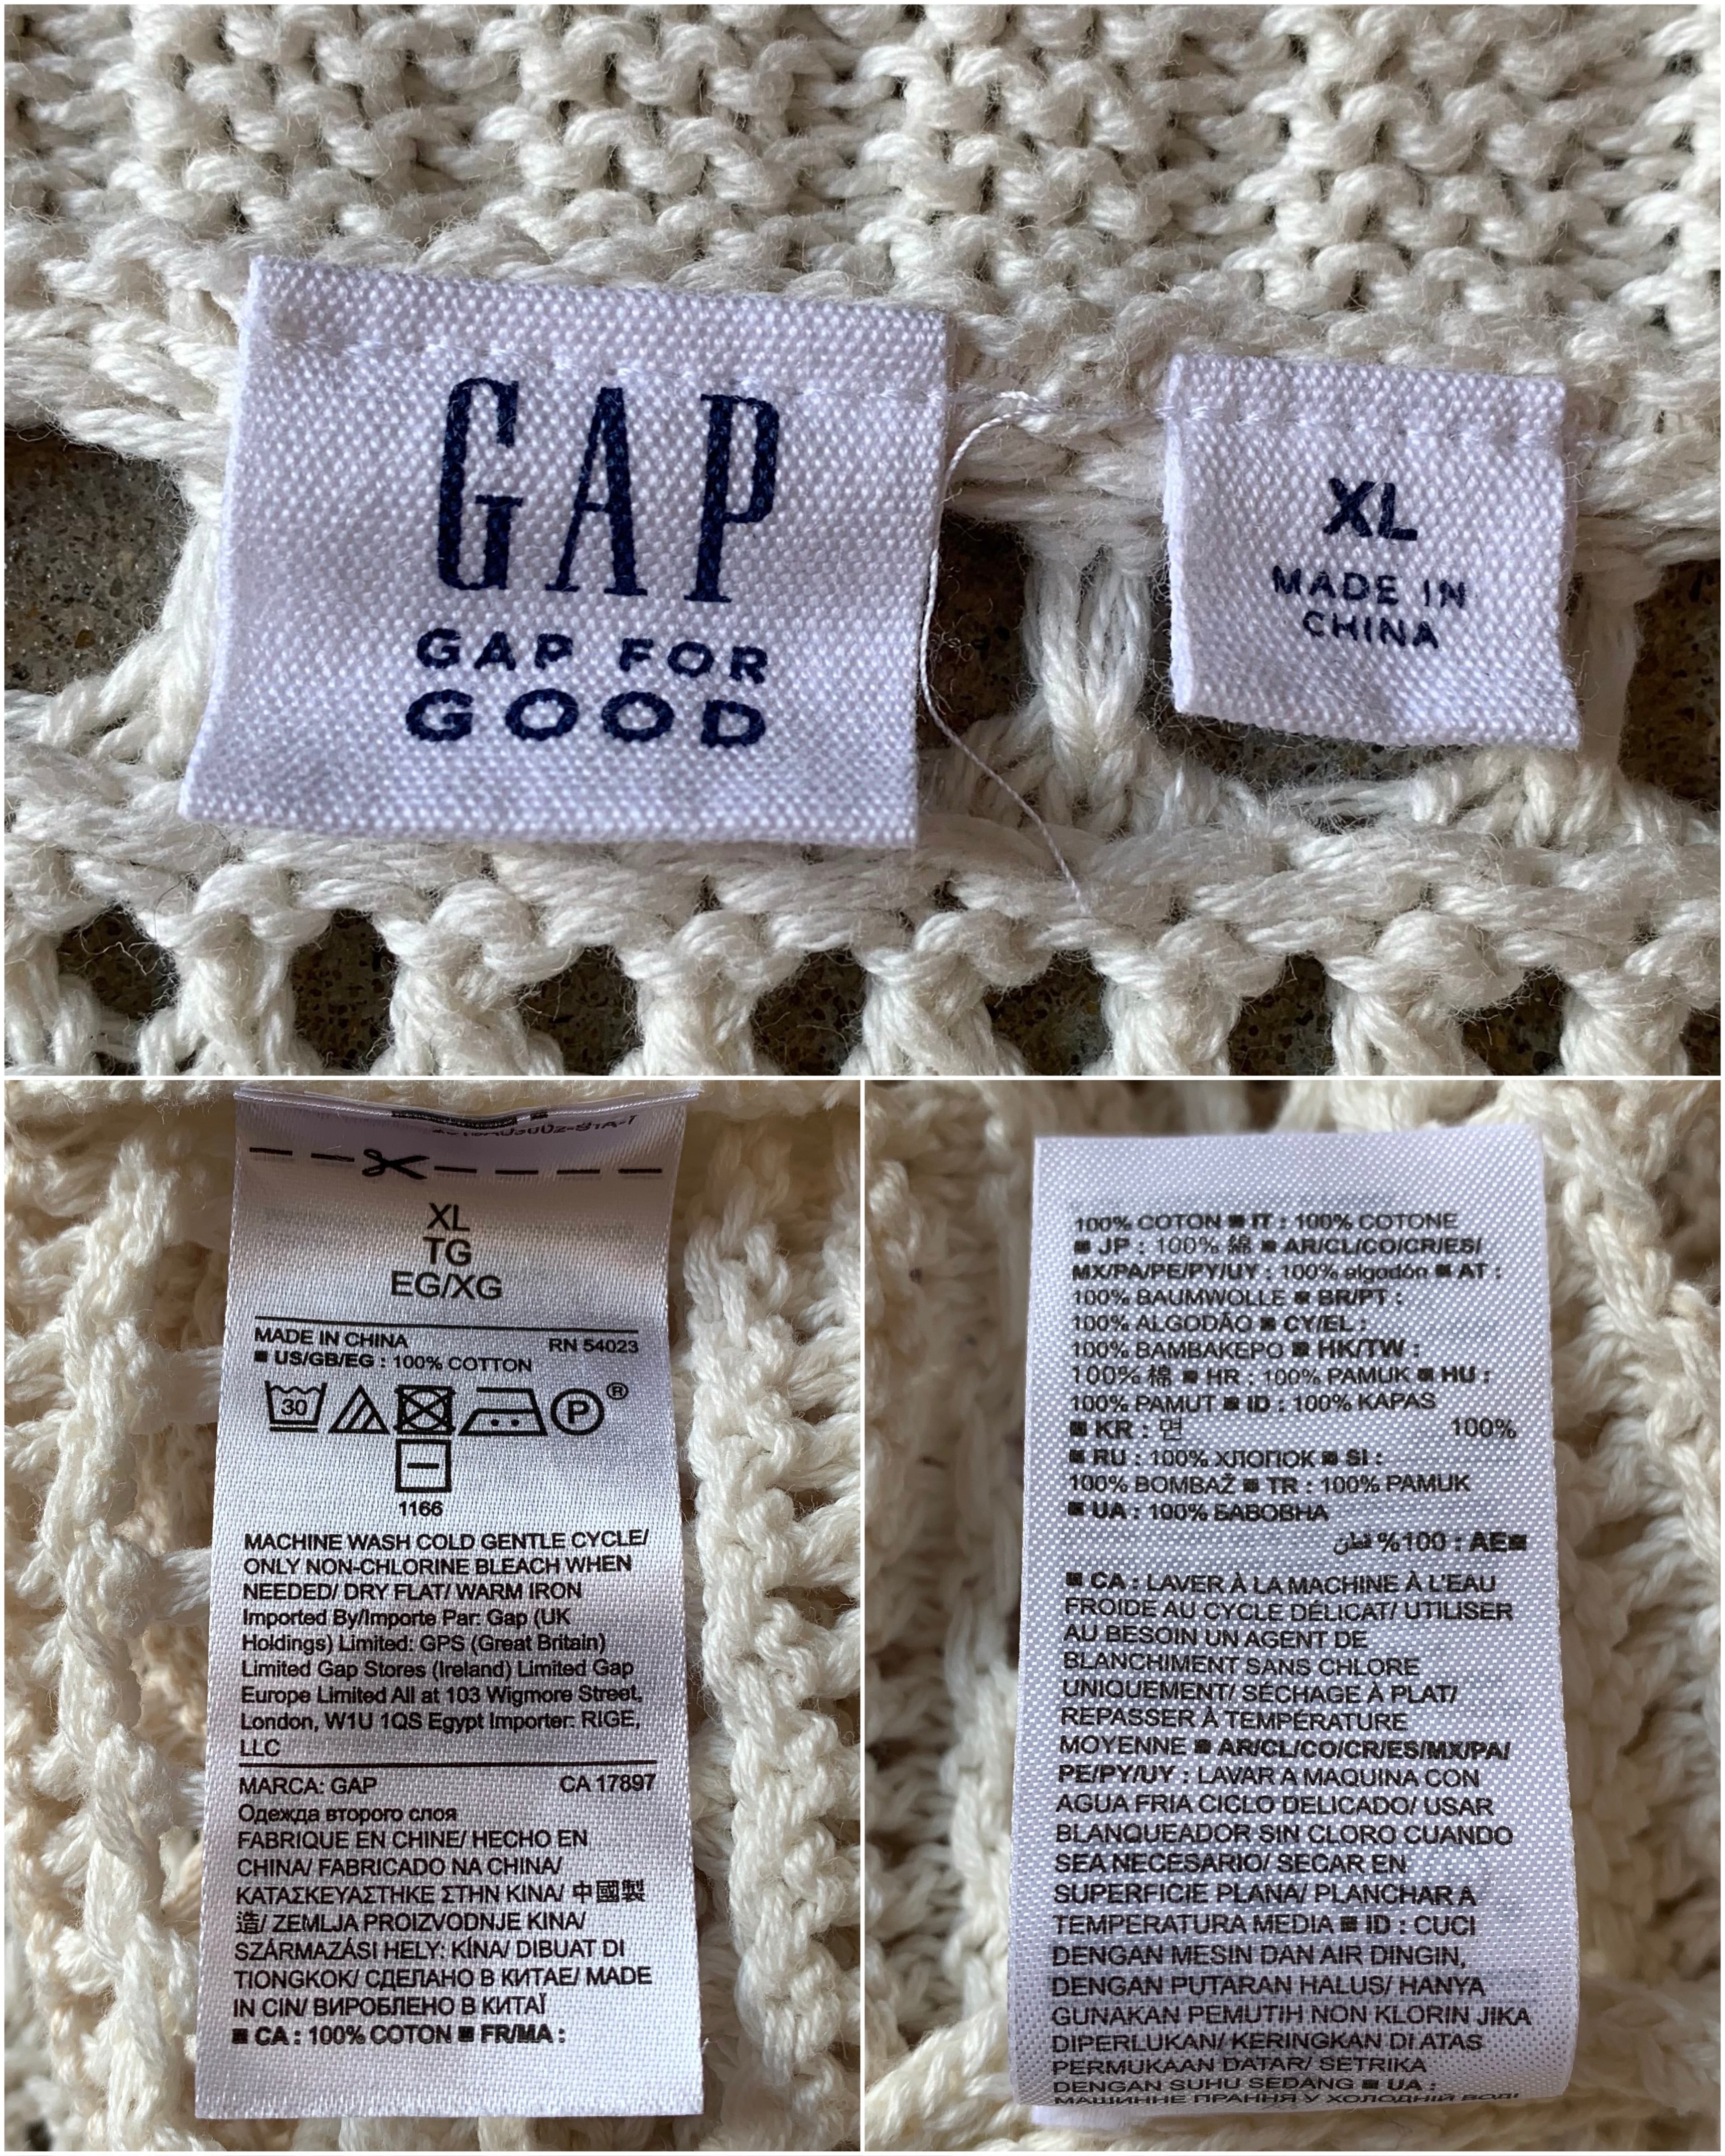 GAP
GAP FOR
GOOD
XL
MADE IN
CHINA
XL
TG
EG/XG
MADE IN CHINA RN 54023
■ US/GB/EG : 100% COTTON
30 P ®
1166
MACHINE WASH COLD GENTLE CYCLE/
ONLY NON-CHLORINE BLEACH WHEN
NEEDED/ DRY FLAT/ WARM IRON
Imported By/Importe Par: Gap (UK
Holdings) Limited: GPS (Great Britain)
Limited Gap Stores (Ireland) Limited Gap
Europe Limited All at 103 Wigmore Street,
London, W1U 1QS Egypt Importer: RIGE,
LLC
MARCA: GAP CA 17897
Одежда второго слоя
FABRIQUE EN CHINE/ HECHO EN
CHINA/ FABRICADO NA CHINA/
ΚΑΤΑΣΚΕΥΑΣΤΗΚΕ ΣΤΗΝ ΚΙΝΑ/ 中國製
造/ ZEMLJA PROIZVODNJE KINA/
SZÁRMAZÁSI HELY: KÍNA/ DIBUAT DI
TIONGKOK/ СДЕЛАНО В КИТАЕ/ MADE
IN CIN/ ВИРОБЛЕНО В КИТАЇ
■ CA : 100% COTON ■ FR/MA :
100% COTON ■ IT : 100% COTONE
■ JP : 100% 綿 ■ AR/CL/CO/CR/ES/
MX/PA/PE/PY/UY : 100% algodón ■ AT :
100% BAUMWOLLE ■ BR/PT :
100% ALGODÃO ■ CY/EL :
100% ΒΑΜΒΑΚΕΡΟ ■ HK/TW :
100% 棉 ■ HR : 100% PAMUK ■ HU :
100% PAMUT ■ ID : 100% KAPAS
■ KR : 면 100%
■ RU : 100% ХЛОПОК ■ SI :
100% BOMBAŽ ■ TR : 100% PAMUK
■ UA : 100% БАВОВНА
■AE : 100% قطن
■ CA : LAVER À LA MACHINE À L'EAU
FROIDE AU CYCLE DÉLICAT/ UTILISER
AU BESOIN UN AGENT DE
BLANCHIMENT SANS CHLORE
UNIQUEMENT/ SÉCHAGE À PLAT/
REPASSER À TEMPÉRATURE
MOYENNE ■ AR/CL/CO/CR/ES/MX/PA/
PE/PY/UY : LAVAR A MAQUINA CON
AGUA FRIA CICLO DELICADO/ USAR
BLANQUEADOR SIN CLORO CUANDO
SEA NECESARIO/ SECAR EN
SUPERFICIE PLANA/ PLANCHAR A
TEMPERATURA MEDIA ■ ID : CUCI
DENGAN MESIN DAN AIR DINGIN,
DENGAN PUTARAN HALUS/ HANYA
GUNAKAN PEMUTIH NON KLORIN JIKA
DIPERLUKAN/ KERINGKAN DI ATAS
PERMUKAAN DATAR/ SETRIKA
DENGAN SUHU SEDANG ■ UA :
МАШИННЕ ПРАННЯ У ХОЛОДНІЙ ВОДІ